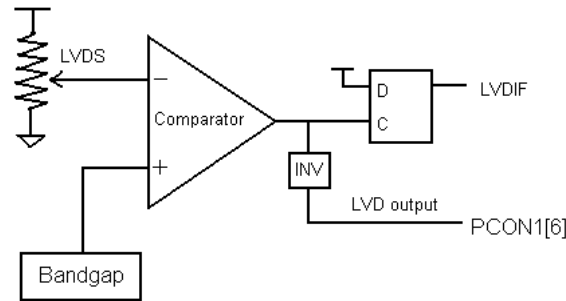 LVDS
−
Comparator
+
D
C
LVDIF
INV
LVD output
PCON1[6]
Bandgap